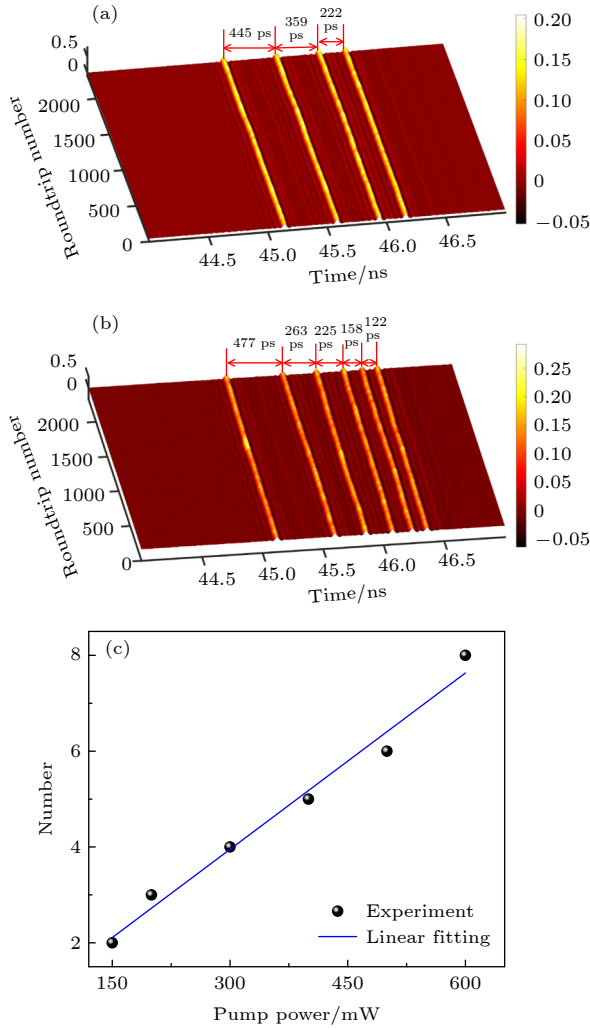 (a)
445 ps
359 ps
222 ps
0.5
0
2000
1500
1000
500
0
Roundtrip number
44.5
45.0
45.5
46.0
46.5
Time/ns
0.20
0.15
0.10
0.05
0
−0.05
(b)
477 ps
263 ps
225 ps
158 ps
122 ps
0.5
0
2000
1500
1000
500
0
Roundtrip number
44.5
45.0
45.5
46.0
46.5
Time/ns
0.25
0.20
0.15
0.10
0.05
0
−0.05
(c)
8
6
4
2
Number
Experiment
Linear fitting
150
300
450
600
Pump power/mW